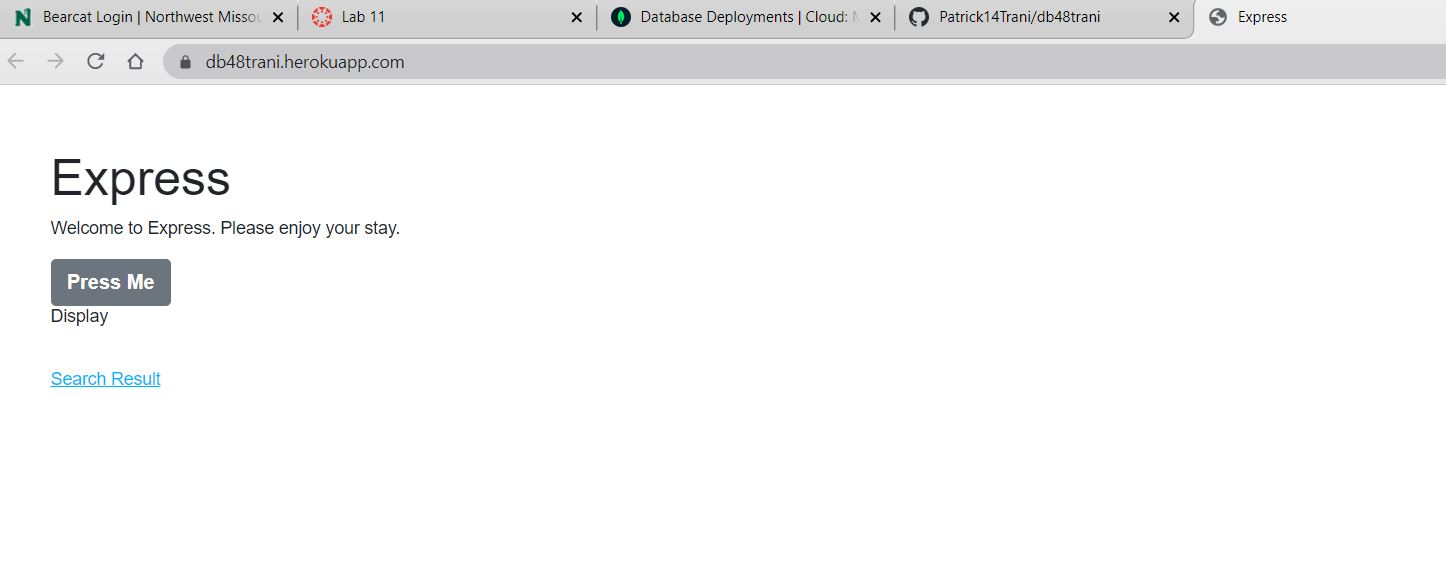 Bearcat Login | Northwest Misso
Lab 11
Database Deployments | Cloud: M
Patrick14Trani/db48trani
Express
db48trani.herokuapp.com
Express
Welcome to Express. Please enjoy your stay.
Press Me
Display
Search Result